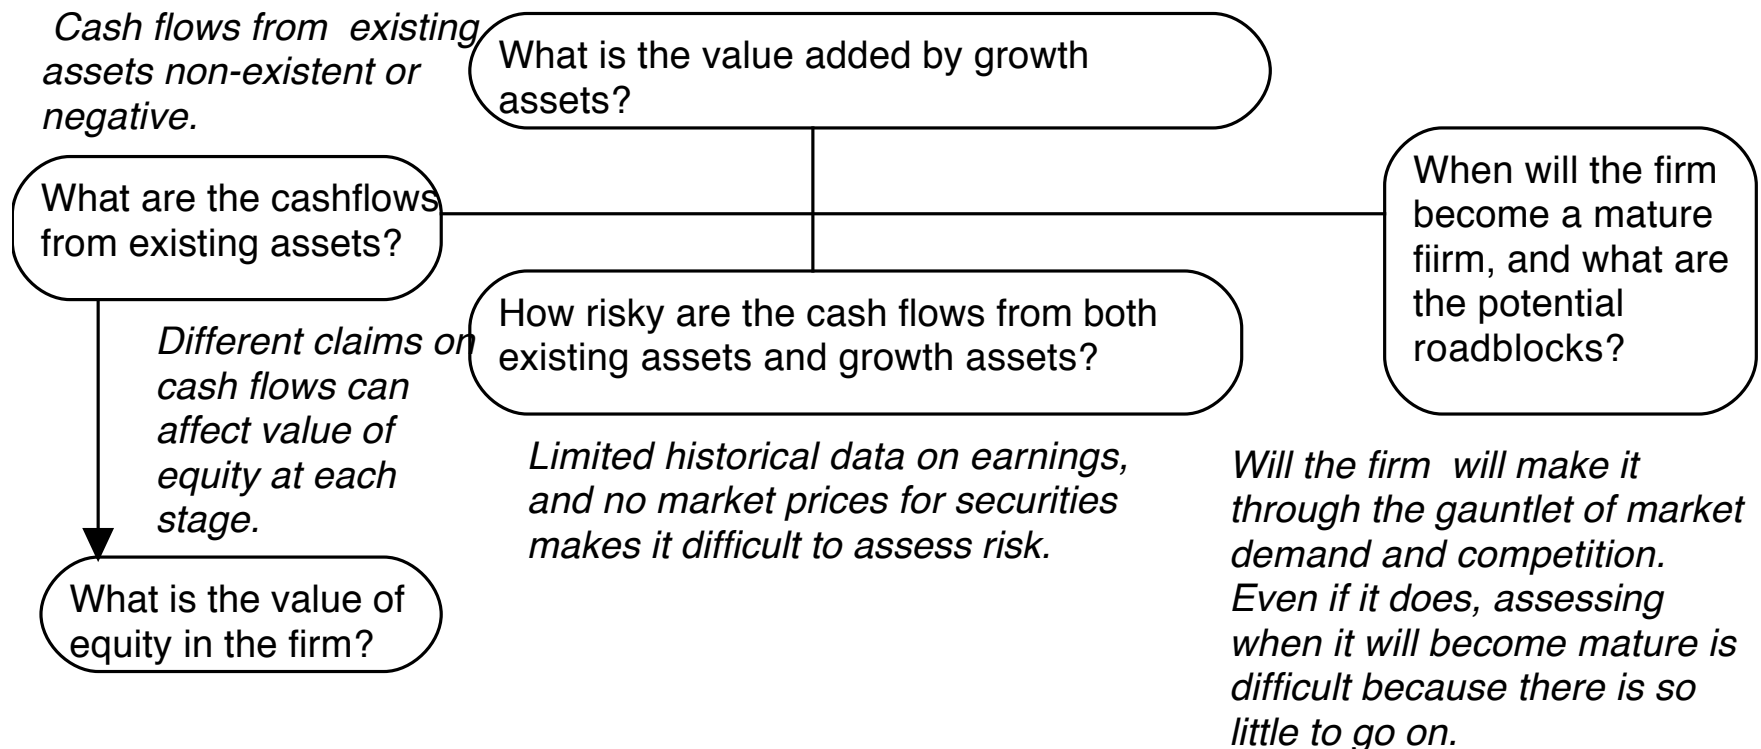 Cash flows from existing
assets non-existent or
negative.
What is the value added by growth
assets?
What are the cashflows
from existing assets?
When will the firm
become a mature
fiirm, and what are
the potential
roadblocks?
How risky are the cash flows from both
existing assets and growth assets?
Different claims on
cash flows can
affect value of
equity at each
stage.
Limited historical data on earnings,
and no market prices for securities
makes it difficult to assess risk.
Will the firm will make it
through the gauntlet of market
demand and competition.
Even if it does, assessing
when it will become mature is
difficult because there is so
little to go on.
What is the value of
equity in the firm?